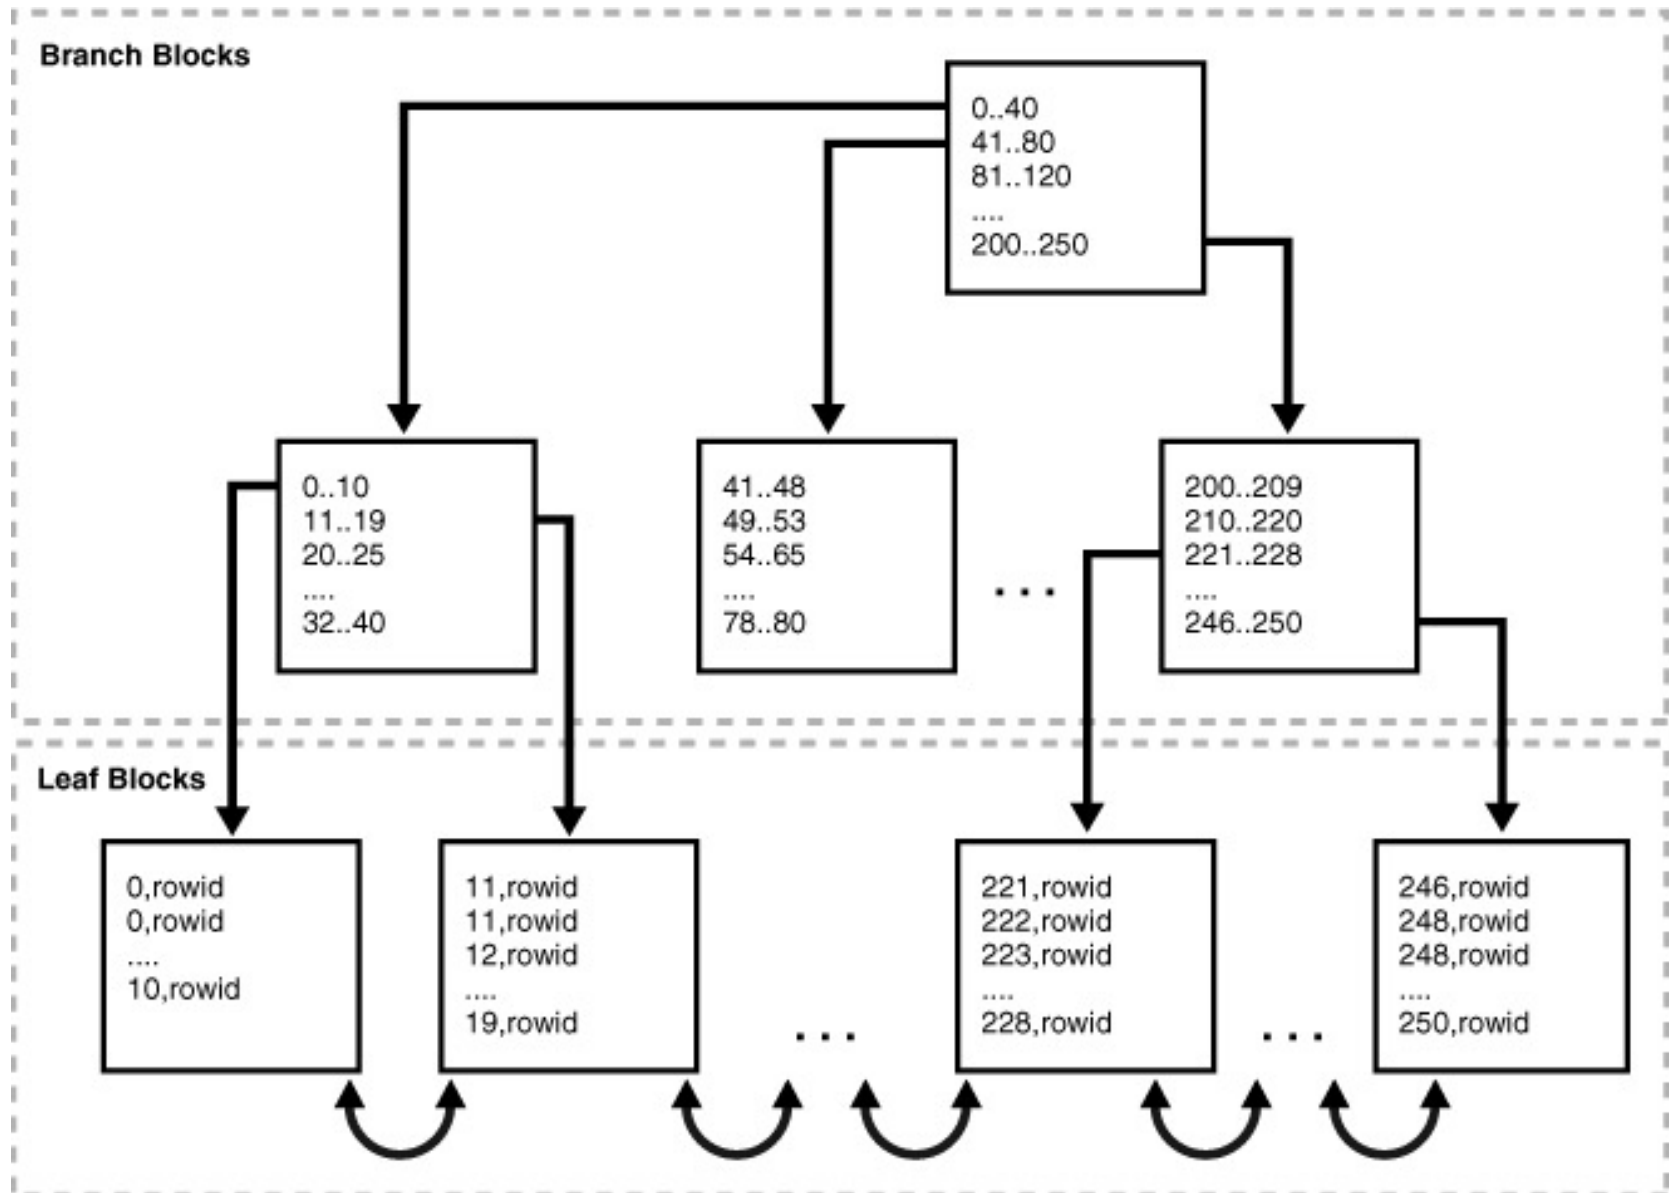 Branch Blocks
0..40
41..80
81..120
....
200..250
0..10
11..19
20..25
....
32..40
41..48
49..53
54..65
....
78..80
...
200..209
210..220
221..228
....
246..250
Leaf Blocks
0,rowid
0,rowid
....
10,rowid
11,rowid
11,rowid
12,rowid
....
19,rowid
...
221,rowid
222,rowid
223,rowid
....
228,rowid
...
246,rowid
248,rowid
248,rowid
....
250,rowid